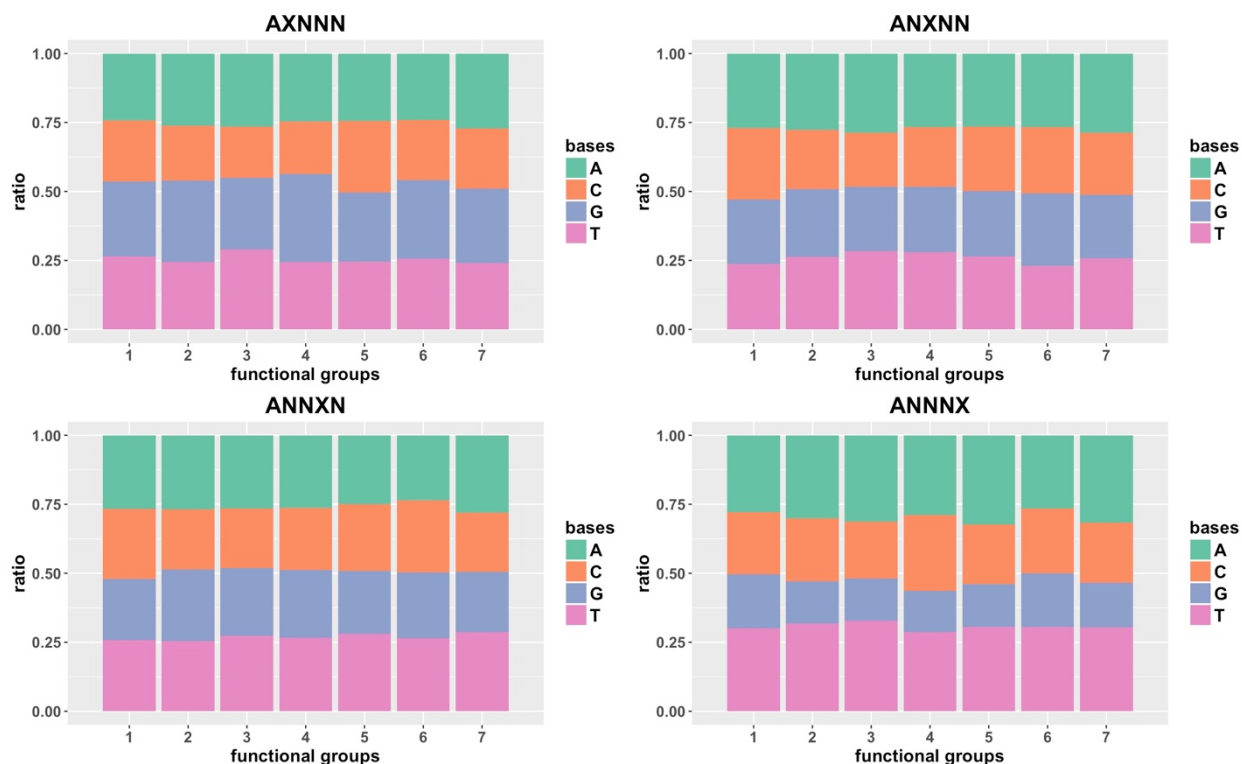 AXNNN
1.00
0.75
0.50
0.25
0.00
ratio
1 2 3 4 5 6 7
functional groups
bases
A
C
G
T
ANXNN
1.00
0.75
0.50
0.25
0.00
ratio
1 2 3 4 5 6 7
functional groups
bases
A
C
G
T
ANNXN
1.00
0.75
0.50
0.25
0.00
ratio
1 2 3 4 5 6 7
functional groups
bases
A
C
G
T
ANNNX
1.00
0.75
0.50
0.25
0.00
ratio
1 2 3 4 5 6 7
functional groups
bases
A
C
G
T